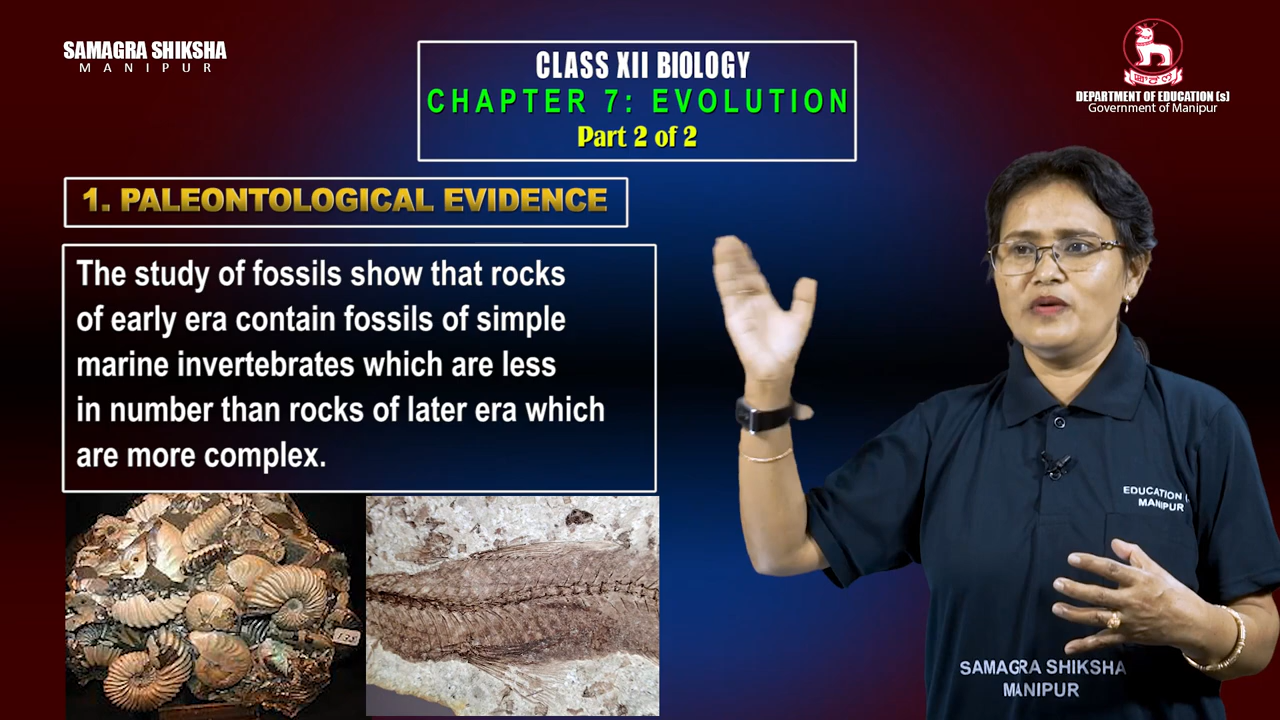 SAMAGRA SHIKSHA
MANIPUR
CLASS XII BIOLOGY
CHAPTER 7: EVOLUTION
Part 2 of 2
DEPARTMENT OF EDUCATION (s)
Government of Manipur
1. PALEONTOLOGICAL EVIDENCE
The study of fossils show that rocks
of early era contain fossils of simple
marine invertebrates which are less
in number than rocks of later era which
are more complex.
EDUCATION (
MANIPUR
SAMAGRA SHIKSHA
MANIPUR